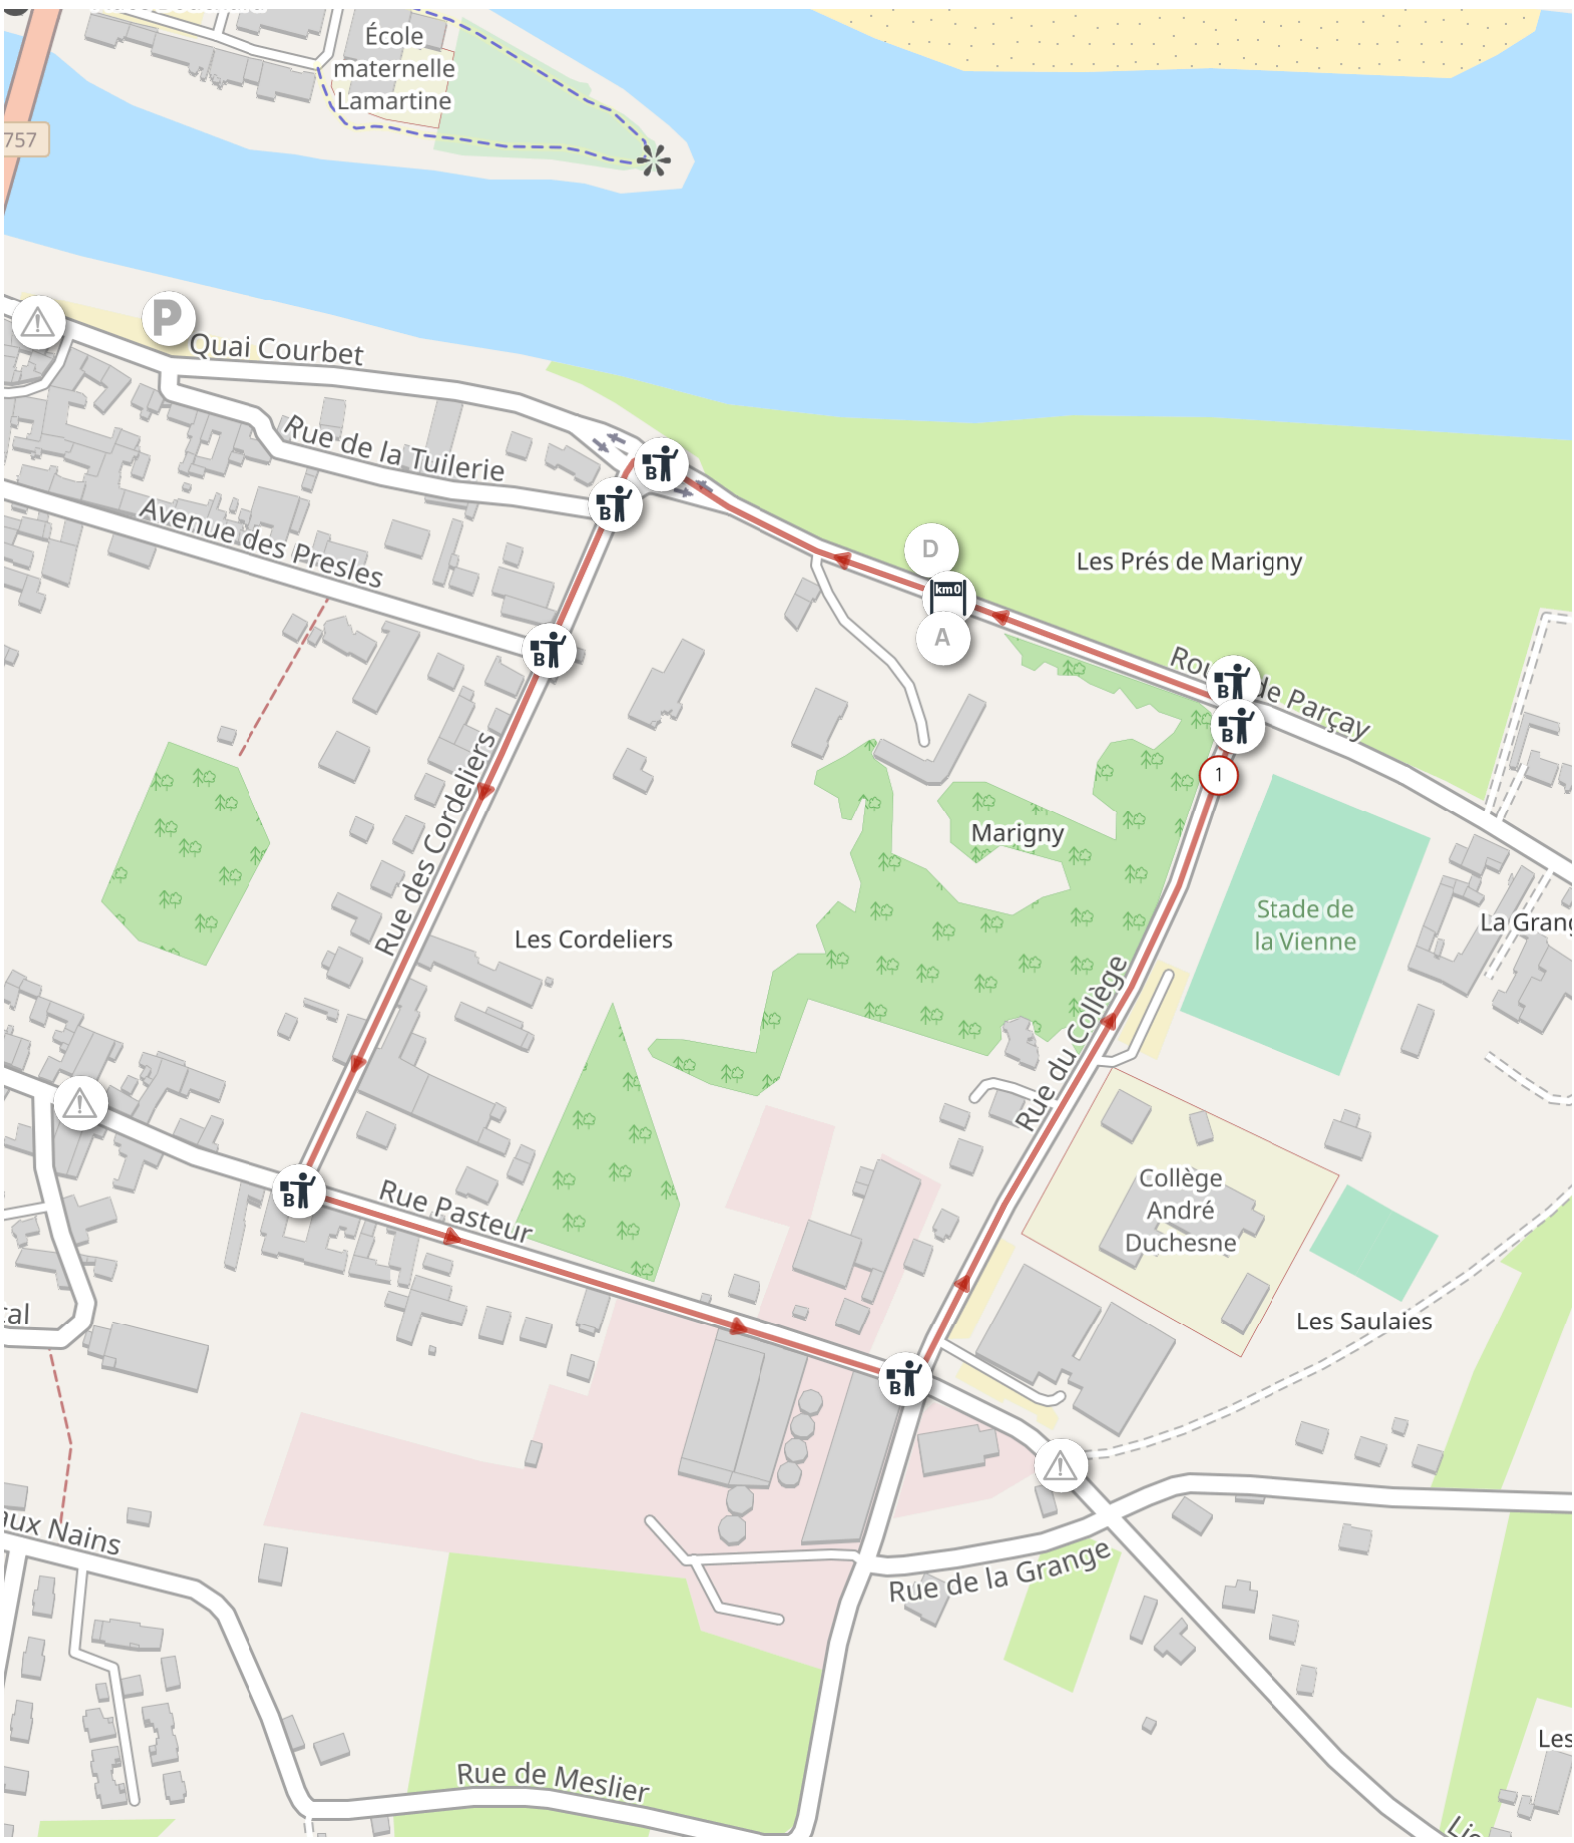 École
maternelle
Lamartine
757
P
Quai Courbet
Rue de la Tuilerie
Avenue des Presles
B
B
B
D
km0
A
Les Prés de Marigny
Route de Parçay
B
B
1
Marigny
Rue des Cordeliers
Les Cordeliers
Stade de
la Vienne
La Grang
Rue du Collège
Collège
André
Duchesne
B
Rue Pasteur
Les Saulaies
B
aux Nains
Rue de la Grange
Rue de Meslier
Les